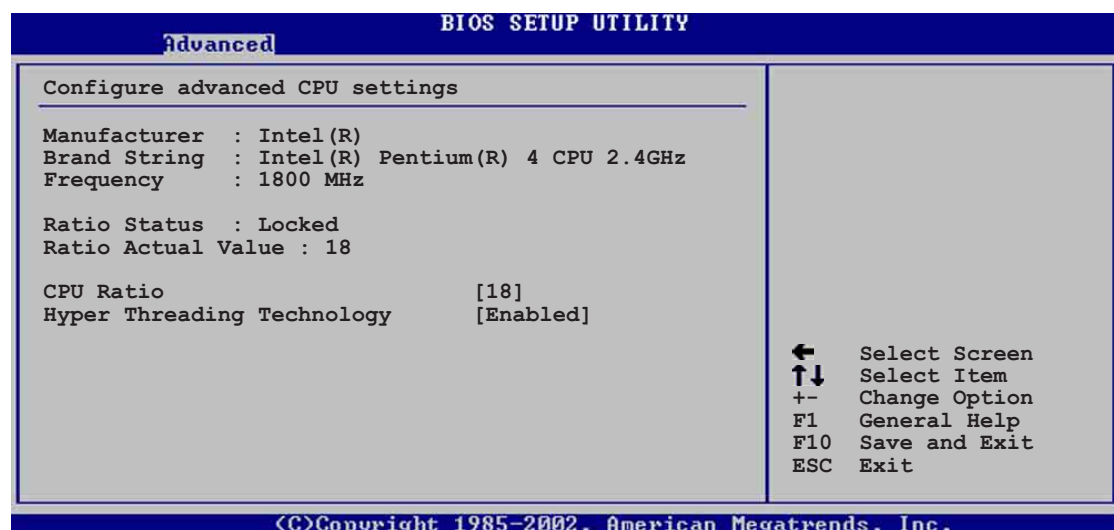 BIOS SETUP UTILITY
Advanced
Configure advanced CPU settings
Manufacturer : Intel(R)
Brand String : Intel(R) Pentium(R) 4 CPU 2.4GHz
Frequency : 1800 MHz
Ratio Status : Locked
Ratio Actual Value : 18
CPU Ratio [18]
Hyper Threading Technology [Enabled]
← Select Screen
↑↓ Select Item
+- Change Option
F1 General Help
F10 Save and Exit
ESC Exit
(C)Copyright 1985-2002, American Megatrends, Inc.